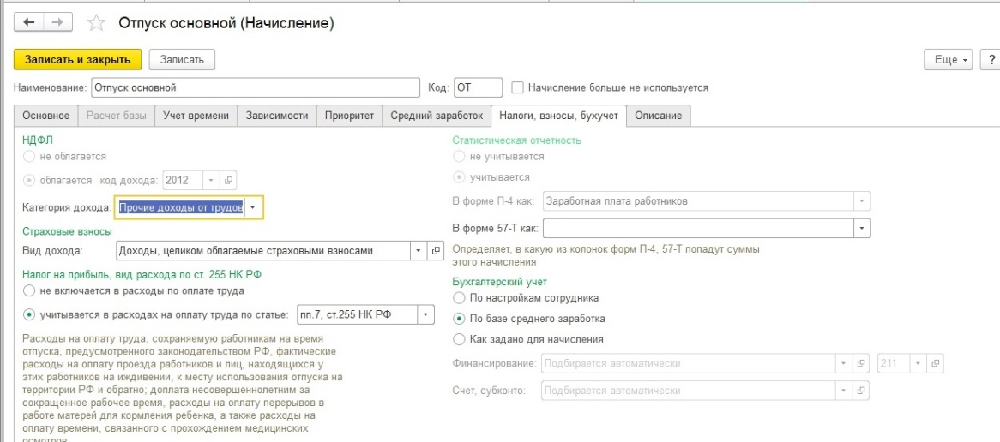 Отпуск основной (Начисление)
Записать и закрыть
Записать
Еще
?
Наименование: Отпуск основной
Код: ОТ
Начисление больше не используется
Основное
Расчет базы
Учет времени
Зависимости
Приоритет
Средний заработок
Налоги, взносы, бухучет
Описание
НДФЛ
не облагается
облагается код дохода: 2012
Категория дохода: Прочие доходы от трудов
Страховые взносы
Вид дохода: Доходы, целиком облагаемые страховыми взносами
Налог на прибыль, вид расхода по ст. 255 НК РФ
не включается в расходы по оплате труда
учитывается в расходах на оплату труда по статье: пп.7, ст.255 НК РФ
Расходы на оплату труда, сохраняемую работникам на время
отпуска, предусмотренного законодательством РФ, фактические
расходы на оплату проезда работников и лиц, находящихся у
этих работников на иждивении, к месту использования отпуска на
территории РФ и обратно; доплата несовершеннолетним за
сокращенное рабочее время, расходы на оплату перерывов в
работе матерей для кормления ребенка, а также расходы на
оплату времени, связанного с прохождением медицинских
осмотров
Статистическая отчетность
не учитывается
учитывается
В форме П-4 как: Заработная плата работников
В форме 57-Т как:
Определяет, в какую из колонок форм П-4, 57-Т попадут суммы
этого начисления
Бухгалтерский учет
По настройкам сотрудника
По базе среднего заработка
Как задано для начисления
Финансирование: Подбирается автоматически 211
Счет, субконто: Подбирается автоматически